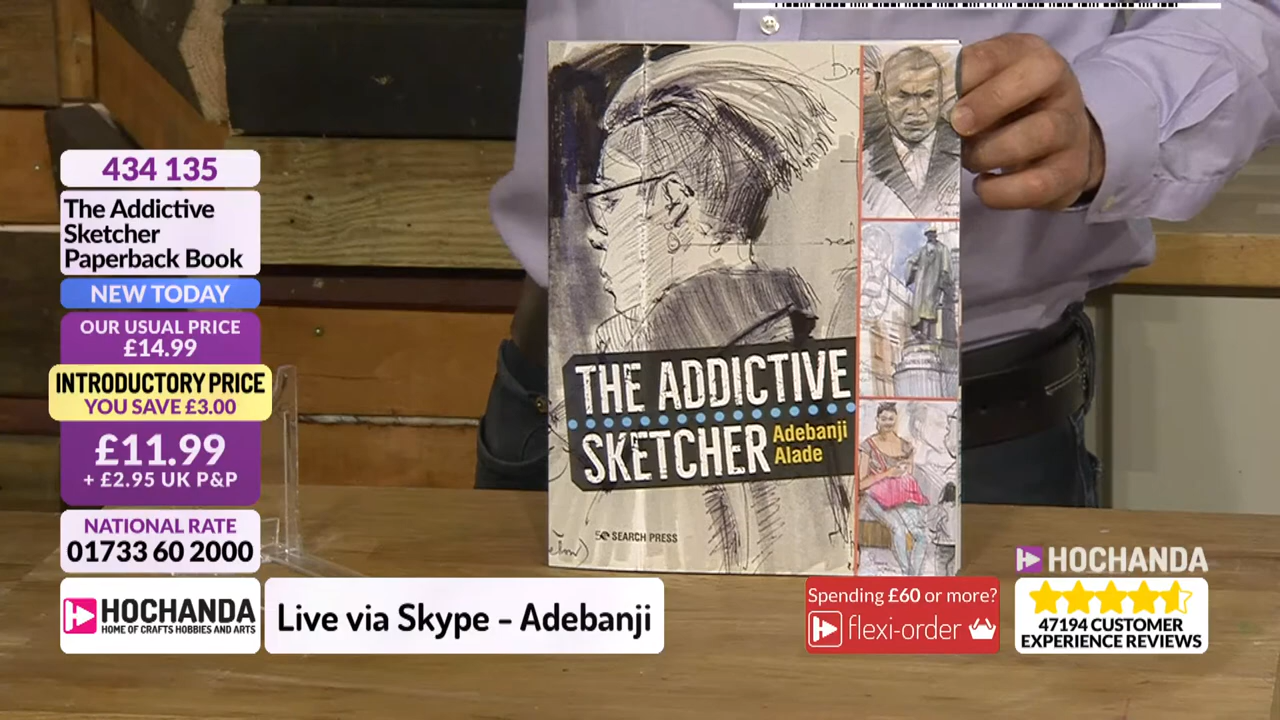 434 135
The Addictive
Sketcher
Paperback Book
NEW TODAY
OUR USUAL PRICE
£14.99
INTRODUCTORY PRICE
YOU SAVE £3.00
£11.99
+ £2.95 UK P&P
NATIONAL RATE
01733 60 2000
HOCHANDA
HOME OF CRAFTS HOBBIES AND ARTS
Live via Skype - Adebanji
THE ADDICTIVE
SKETCHER
Adebanji
Alade
SEARCH PRESS
Spending £60 or more?
flexi-order
HOCHANDA
47194 CUSTOMER
EXPERIENCE REVIEWS